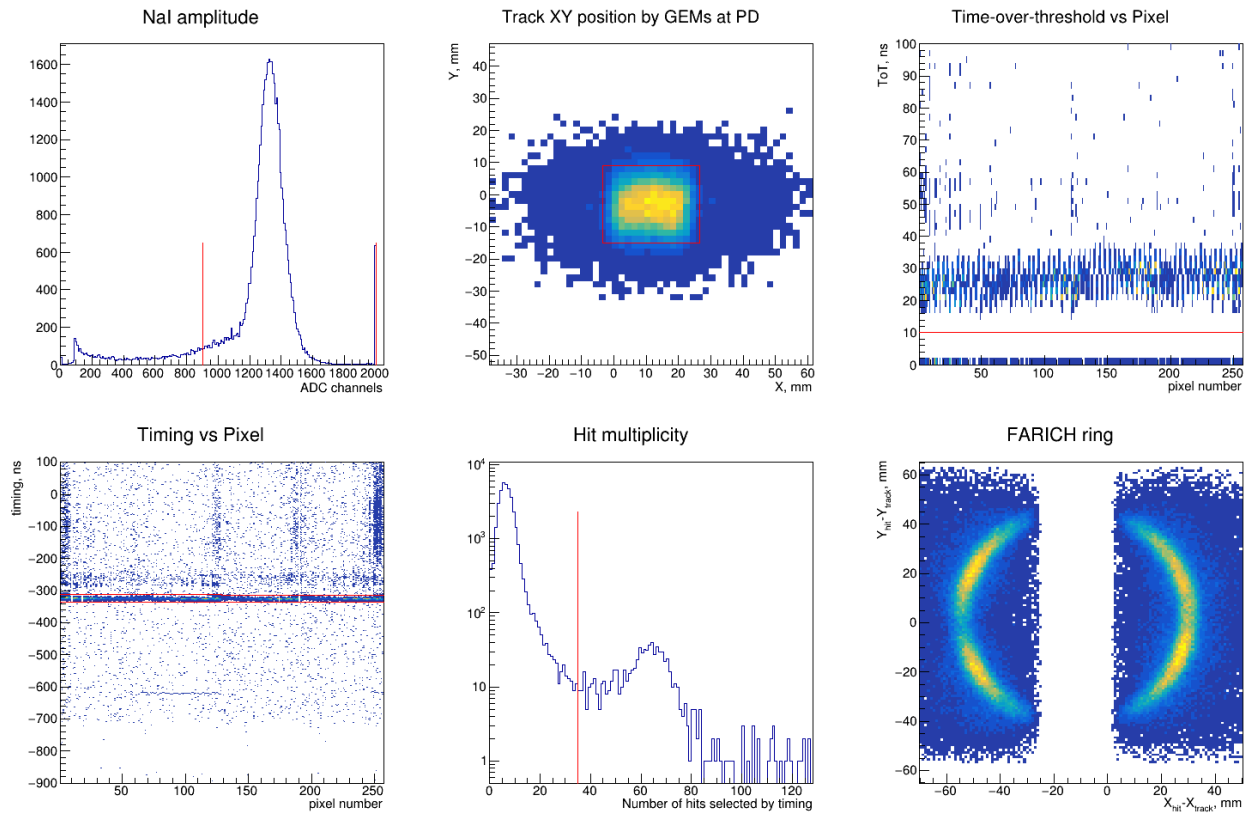 NaI amplitude
1600
1400
1200
1000
800
600
400
200
0
0 200 400 600 800 1000 1200 1400 1600 1800 2000
ADC channels
Track XY position by GEMs at PD
Y, mm
40
30
20
10
0
−10
−20
−30
−40
−50
−30 −20 −10 0 10 20 30 40 50 60
X, mm
Time-over-threshold vs Pixel
ToT, ns
100
90
80
70
60
50
40
30
20
10
0
50 100 150 200 250
pixel number
Timing vs Pixel
timing, ns
100
0
−100
−200
−300
−400
−500
−600
−700
−800
−900
50 100 150 200 250
pixel number
Hit multiplicity
10⁴
10³
10²
10
1
0 20 40 60 80 100 120
Number of hits selected by timing
FARICH ring
Y_hit-Y_track, mm
60
40
20
0
−20
−40
−60
−60 −40 −20 0 20 40
X_hit-X_track, mm